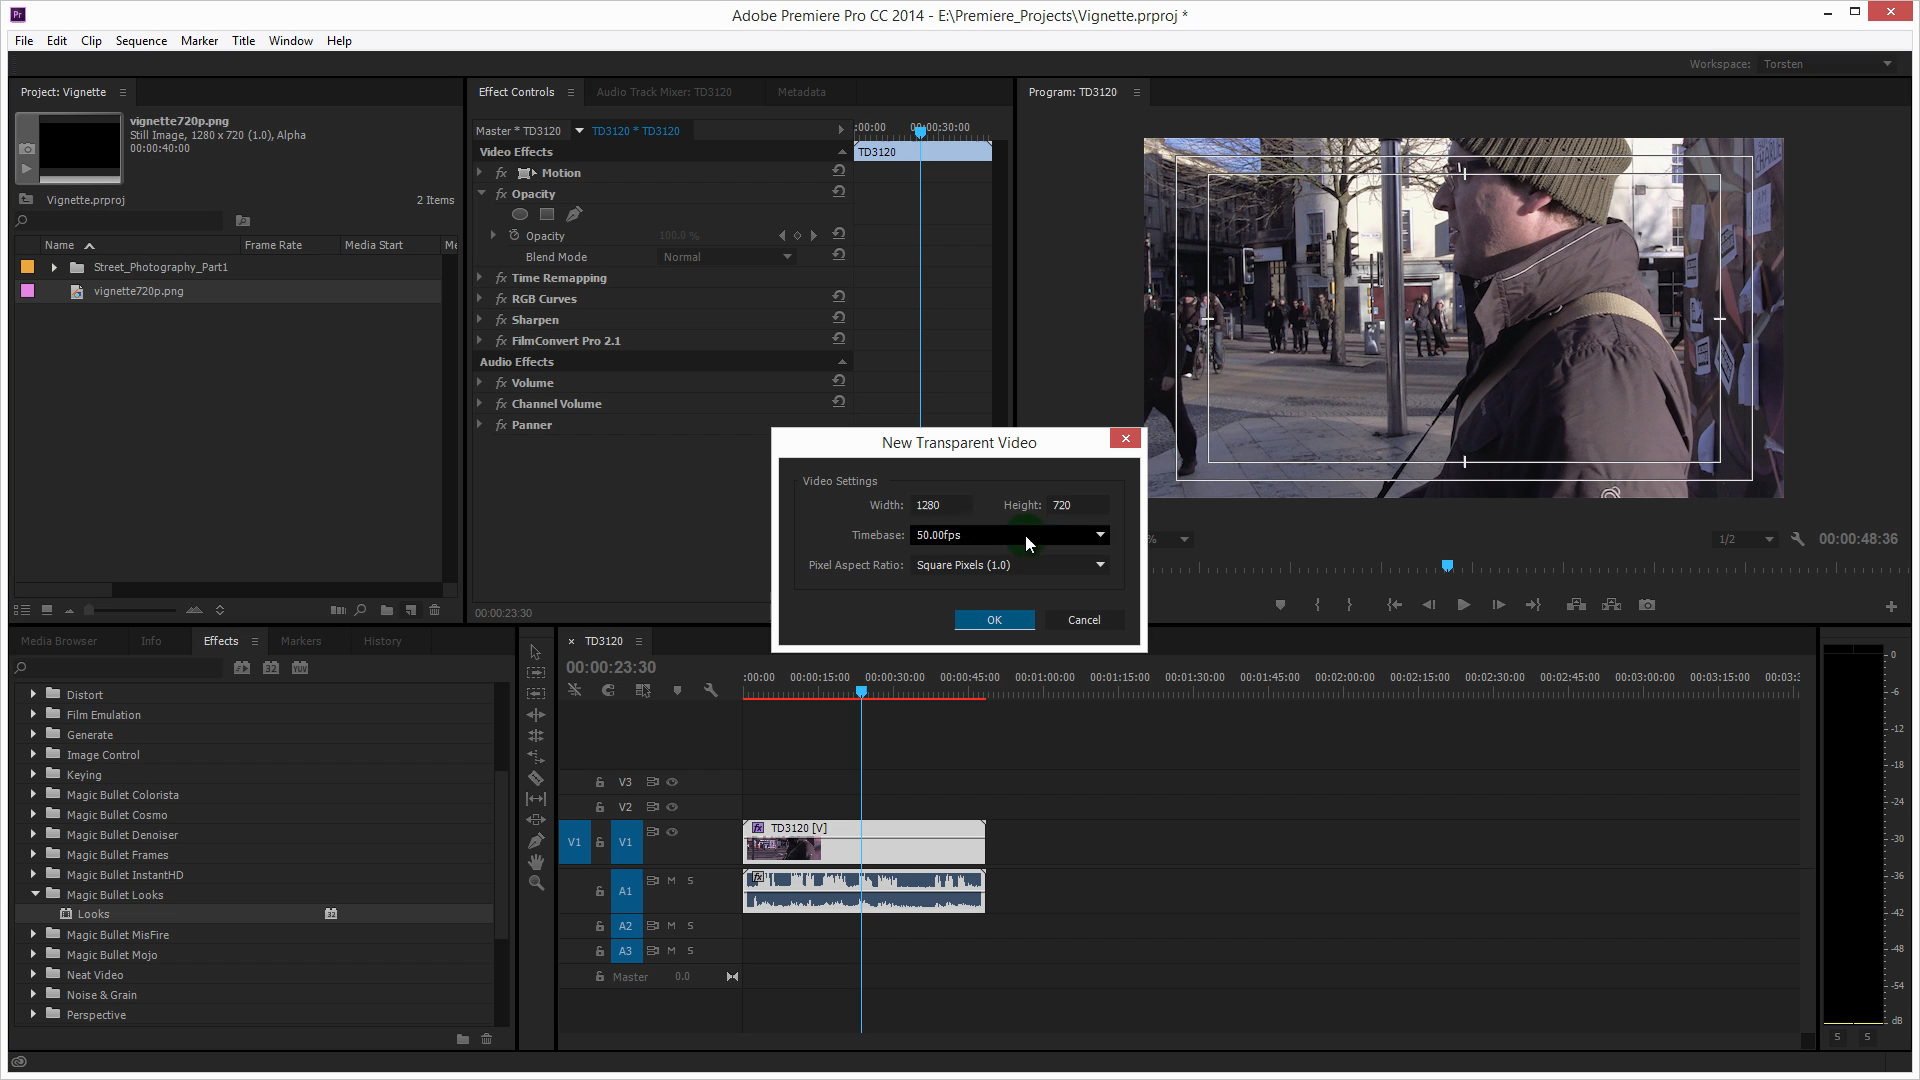 Pr
Adobe Premiere Pro CC 2014 - E:\Premiere_Projects\Vignette.prproj *
File Edit Clip Sequence Marker Title Window Help
Workspace: Torsten
Project: Vignette
vignette720p.png
Still Image, 1280 x 720 (1.0), Alpha
00:00:40:00
Vignette.prproj 2 Items
Name Frame Rate Media Start Me
Street_Photography_Part1
vignette720p.png
Effect Controls Audio Track Mixer: TD3120 Metadata
Master * TD3120 TD3120 * TD3120 :00:00 00:00:30:00
Video Effects TD3120
fx Motion
fx Opacity
Opacity 100.0 %
Blend Mode Normal
fx Time Remapping
fx RGB Curves
fx Sharpen
fx FilmConvert Pro 2.1
Audio Effects
fx Volume
fx Channel Volume
fx Panner
00:00:23:30
Program: TD3120
% 1/2 00:00:48:36
New Transparent Video
Video Settings
Width: 1280 Height: 720
Timebase: 50.00fps
Pixel Aspect Ratio: Square Pixels (1.0)
OK Cancel
Media Browser Info Effects Markers History
32 YUV
Distort
Film Emulation
Generate
Image Control
Keying
Magic Bullet Colorista
Magic Bullet Cosmo
Magic Bullet Denoiser
Magic Bullet Frames
Magic Bullet InstantHD
Magic Bullet Looks
Looks 32
Magic Bullet MisFire
Magic Bullet Mojo
Neat Video
Noise & Grain
Perspective
× TD3120
00:00:23:30
:00:00 00:00:15:00 00:00:30:00 00:00:45:00 00:01:00:00 00:01:15:00 00:01:30:00 00:01:45:00 00:02:00:00 00:02:15:00 00:02:30:00 00:02:45:00 00:03:00:00 00:03:15:00 00:03:3
V3
V2
V1 V1 fx TD3120 [V]
A1 M S fx
A2 M S
A3 M S
Master 0.0
0
-6
-12
-18
-24
-30
-36
-42
-48
-54
dB
S S